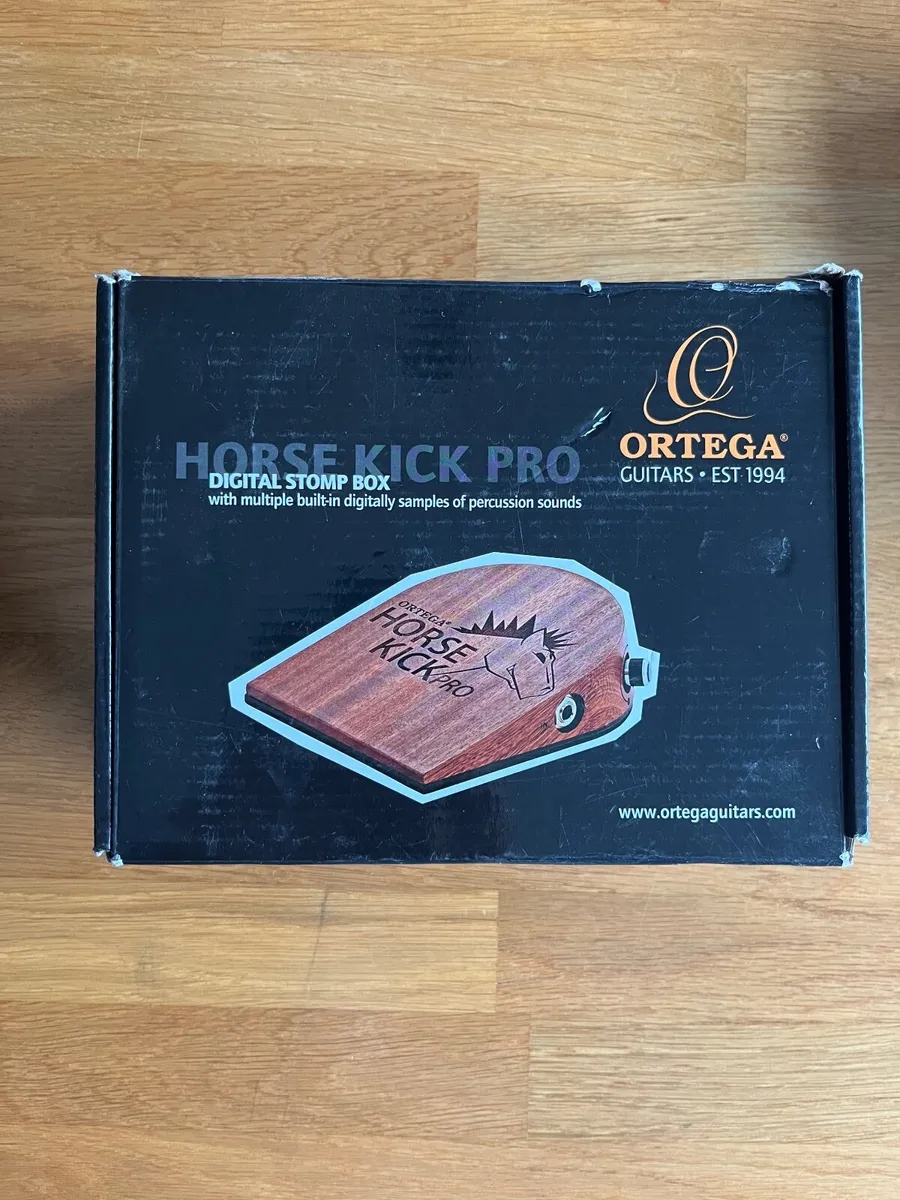 HORSE KICK PRO
DIGITAL STOMP BOX
with multiple built-in digitally samples of percussion sounds
ORTEGA®
GUITARS • EST 1994
ORTEGA®
HORSE
KICK PRO
www.ortegaguitars.com